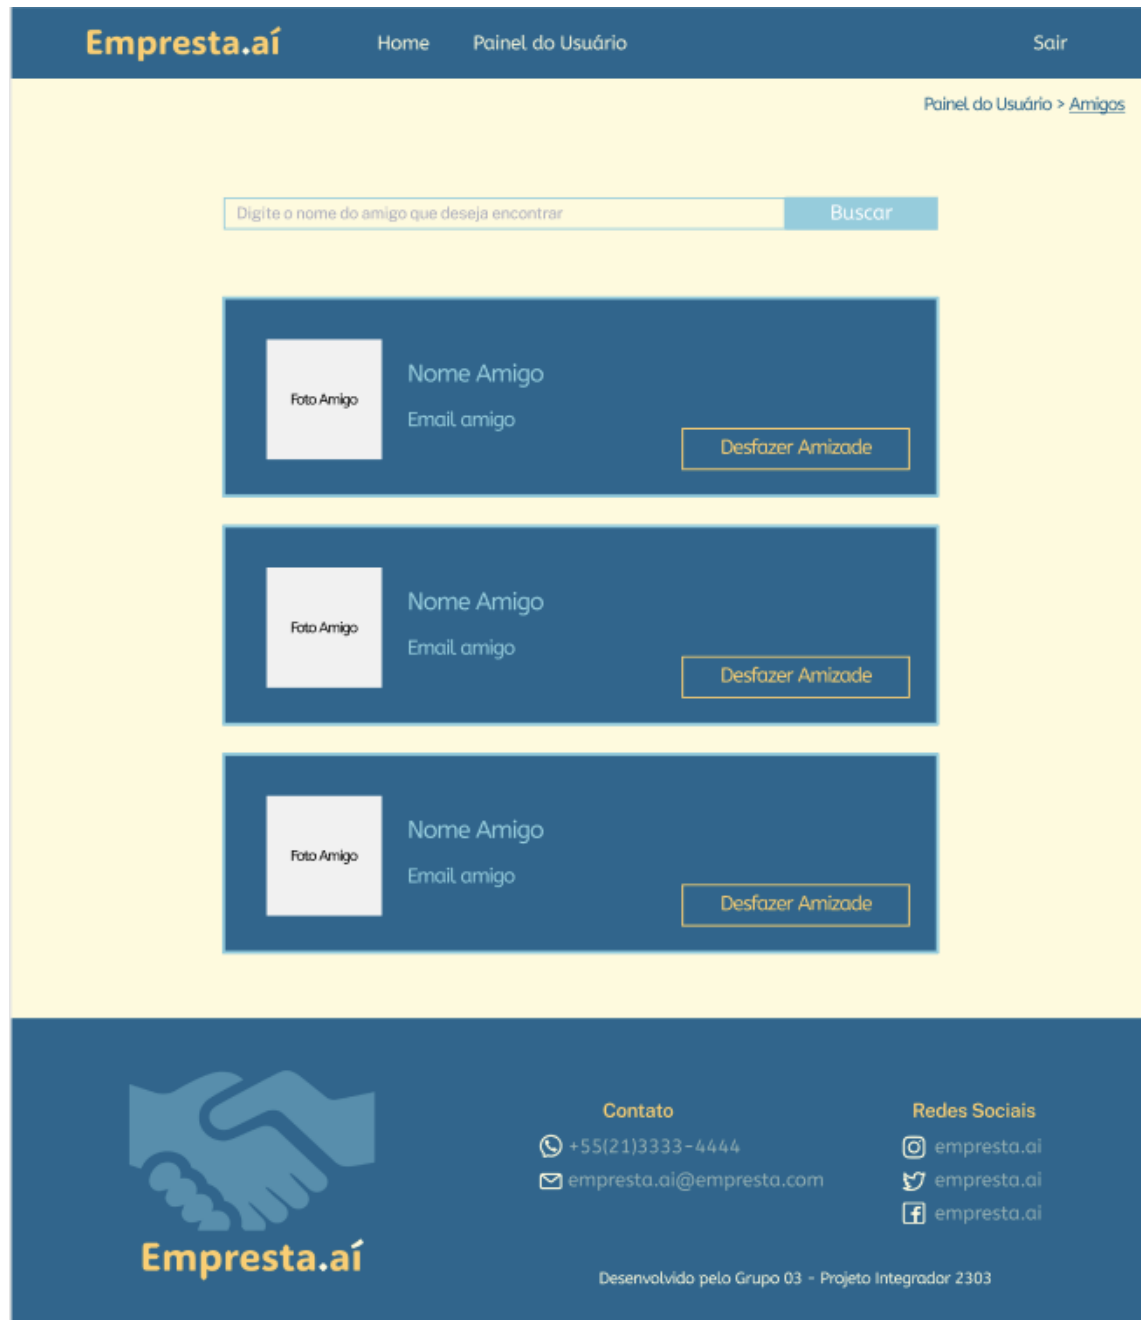 Empresta.aí Home Painel do Usuário Sair
Painel do Usuário > Amigos
Digite o nome do amigo que deseja encontrar Buscar
Foto Amigo
Nome Amigo
Email amigo
Desfazer Amizade
Foto Amigo
Nome Amigo
Email amigo
Desfazer Amizade
Foto Amigo
Nome Amigo
Email amigo
Desfazer Amizade
Empresta.aí
Contato
+55(21)3333-4444
empresta.ai@empresta.com
Redes Sociais
empresta.ai
empresta.ai
empresta.ai
Desenvolvido pelo Grupo 03 - Projeto Integrador 2303